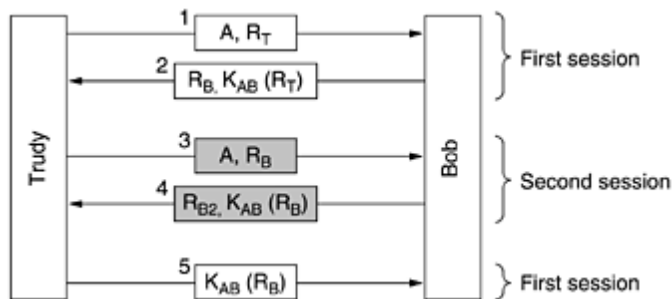 Trudy
1
A, R_T
2
R_B, K_AB (R_T)
First session
3
A, R_B
4
R_B2, K_AB (R_B)
Second session
5
K_AB (R_B)
First session
Bob